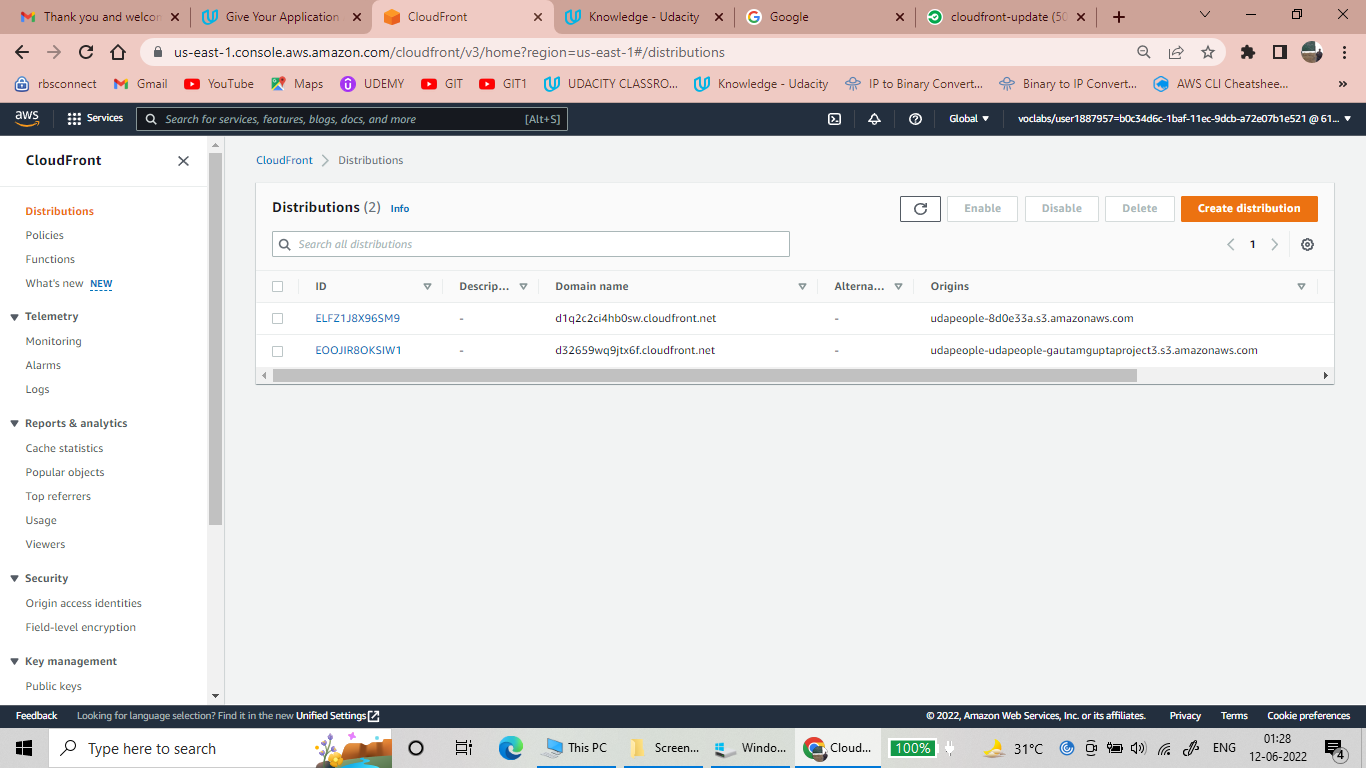 Thank you and welcon
Give Your Application
CloudFront
Knowledge - Udacity
Google
cloudfront-update (50
us-east-1.console.aws.amazon.com/cloudfront/v3/home?region=us-east-1#/distributions
rbsconnect
Gmail
YouTube
Maps
UDEMY
GIT
GIT1
UDACITY CLASSRO...
Knowledge - Udacity
IP to Binary Convert...
Binary to IP Convert...
AWS CLI Cheatshee...
»
aws
Services
Search for services, features, blogs, docs, and more
[Alt+S]
Global
voclabs/user1887957=b0c34d6c-1baf-11ec-9dcb-a72e07b1e521 @ 61...
CloudFront
Distributions
Policies
Functions
What's new NEW
Telemetry
Monitoring
Alarms
Logs
Reports & analytics
Cache statistics
Popular objects
Top referrers
Usage
Viewers
Security
Origin access identities
Field-level encryption
Key management
Public keys
CloudFront
Distributions
Distributions (2) Info
Enable
Disable
Delete
Create distribution
Search all distributions
1
ID
Descrip...
Domain name
Alterna...
Origins
ELFZ1J8X96SM9
-
d1q2c2ci4hb0sw.cloudfront.net
-
udapeople-8d0e33a.s3.amazonaws.com
EOOJIR8OKSIW1
-
d32659wq9jtx6f.cloudfront.net
-
udapeople-udapeople-gautamguptaproject3.s3.amazonaws.com
Feedback
Looking for language selection? Find it in the new Unified Settings
© 2022, Amazon Web Services, Inc. or its affiliates.
Privacy
Terms
Cookie preferences
Type here to search
This PC
Screen...
Windo...
Cloud...
100%
31°C
ENG
01:28
12-06-2022
4